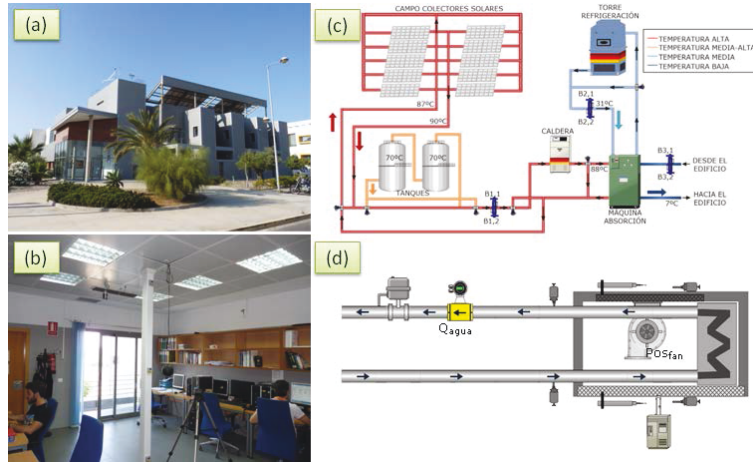 (a)
(b)
(c)
CAMPO COLECTORES SOLARES
TORRE
REFRIGERACIÓN
TEMPERATURA ALTA
TEMPERATURA MEDIA-ALTA
TEMPERATURA MEDIA
TEMPERATURA BAJA
87ºC
90ºC
B2,1
31ºC
B2,2
CALDERA
70ºC
70ºC
TANQUES
B1,1
B1,2
88ºC
B3,1
B3,2
DESDE EL
EDIFICIO
HACIA EL
EDIFICIO
7ºC
MÁQUINA
ABSORCIÓN
(d)
Qagua
Posfan